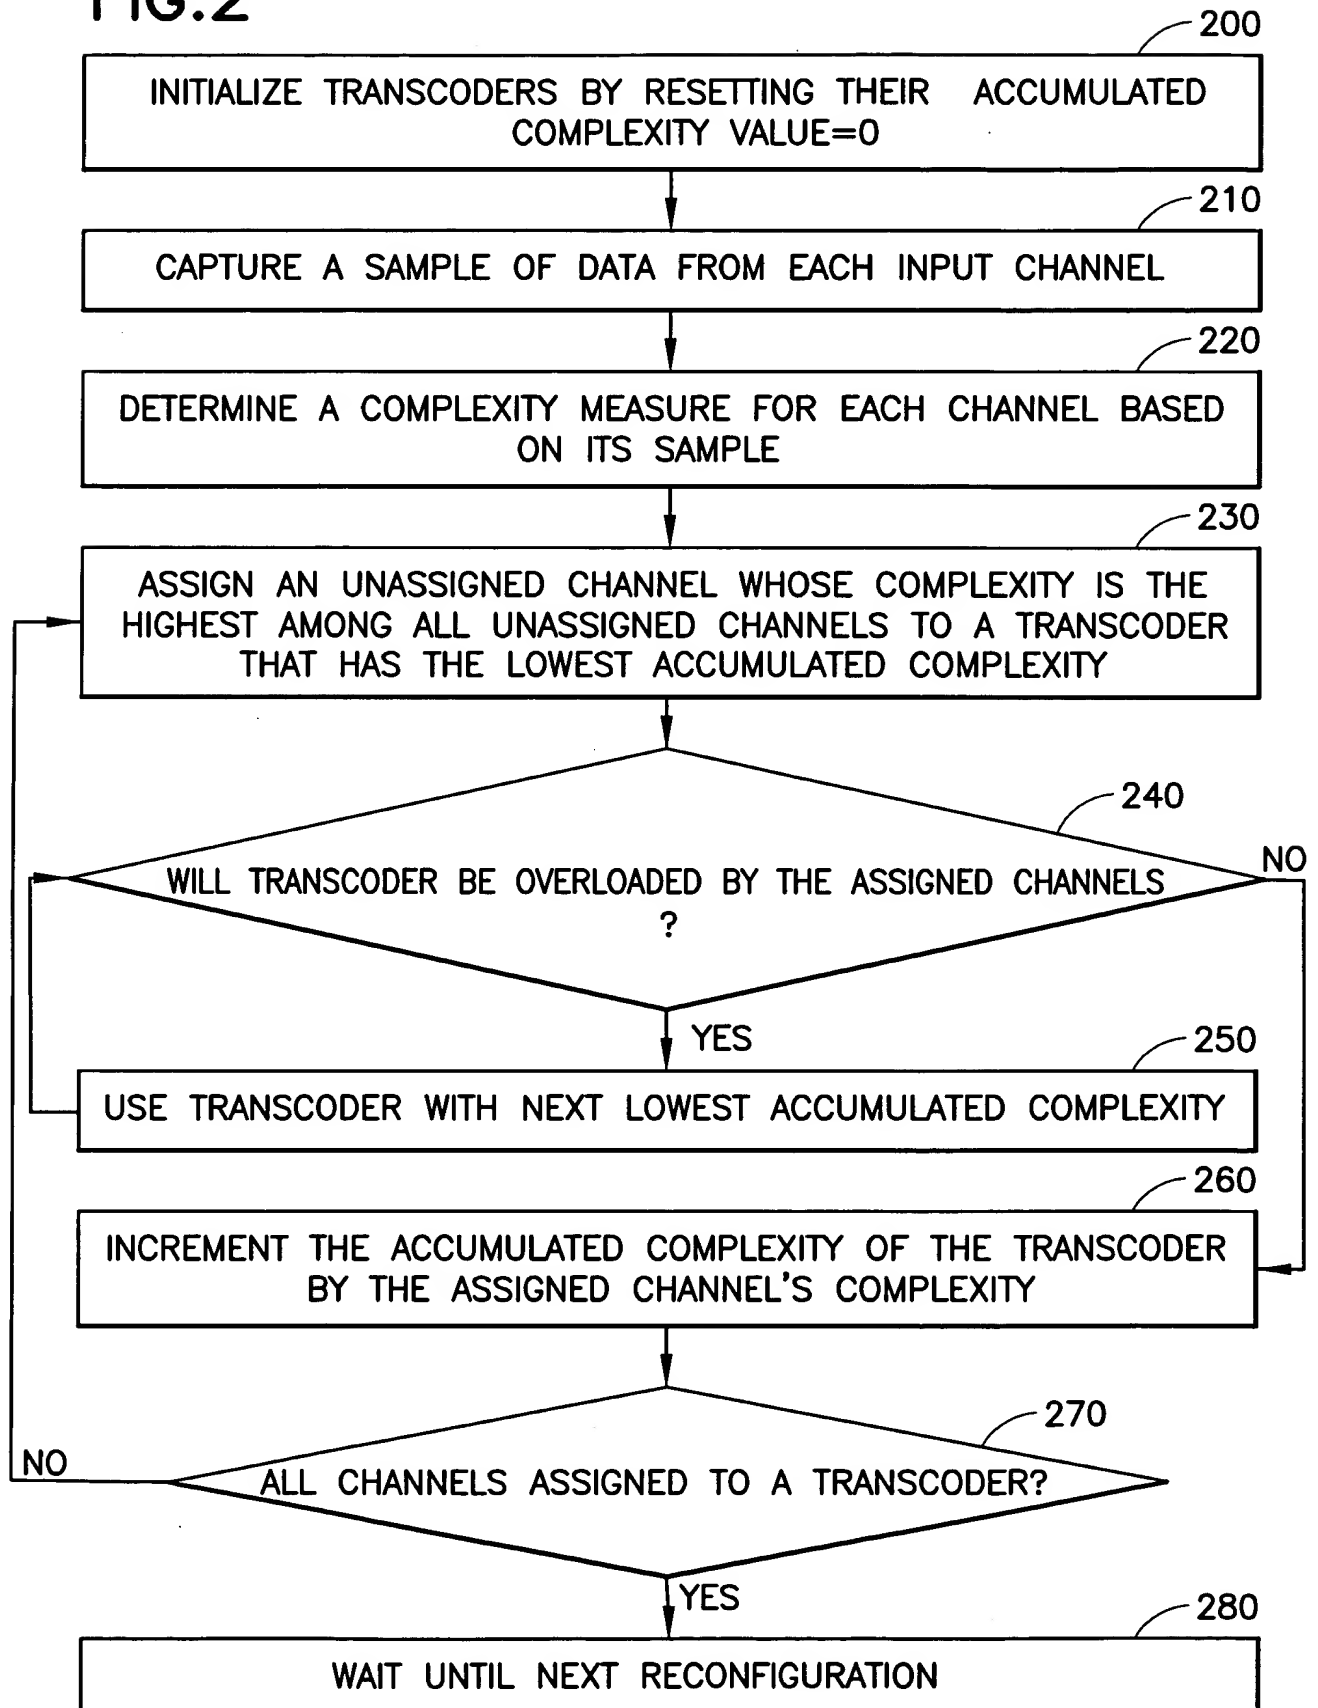 FIG.2
200
INITIALIZE TRANSCODERS BY RESETTING THEIR ACCUMULATED
COMPLEXITY VALUE=0
210
CAPTURE A SAMPLE OF DATA FROM EACH INPUT CHANNEL
220
DETERMINE A COMPLEXITY MEASURE FOR EACH CHANNEL BASED
ON ITS SAMPLE
230
ASSIGN AN UNASSIGNED CHANNEL WHOSE COMPLEXITY IS THE
HIGHEST AMONG ALL UNASSIGNED CHANNELS TO A TRANSCODER
THAT HAS THE LOWEST ACCUMULATED COMPLEXITY
240
NO
WILL TRANSCODER BE OVERLOADED BY THE ASSIGNED CHANNELS
?
YES
250
USE TRANSCODER WITH NEXT LOWEST ACCUMULATED COMPLEXITY
260
INCREMENT THE ACCUMULATED COMPLEXITY OF THE TRANSCODER
BY THE ASSIGNED CHANNEL'S COMPLEXITY
270
NO
ALL CHANNELS ASSIGNED TO A TRANSCODER?
YES
280
WAIT UNTIL NEXT RECONFIGURATION